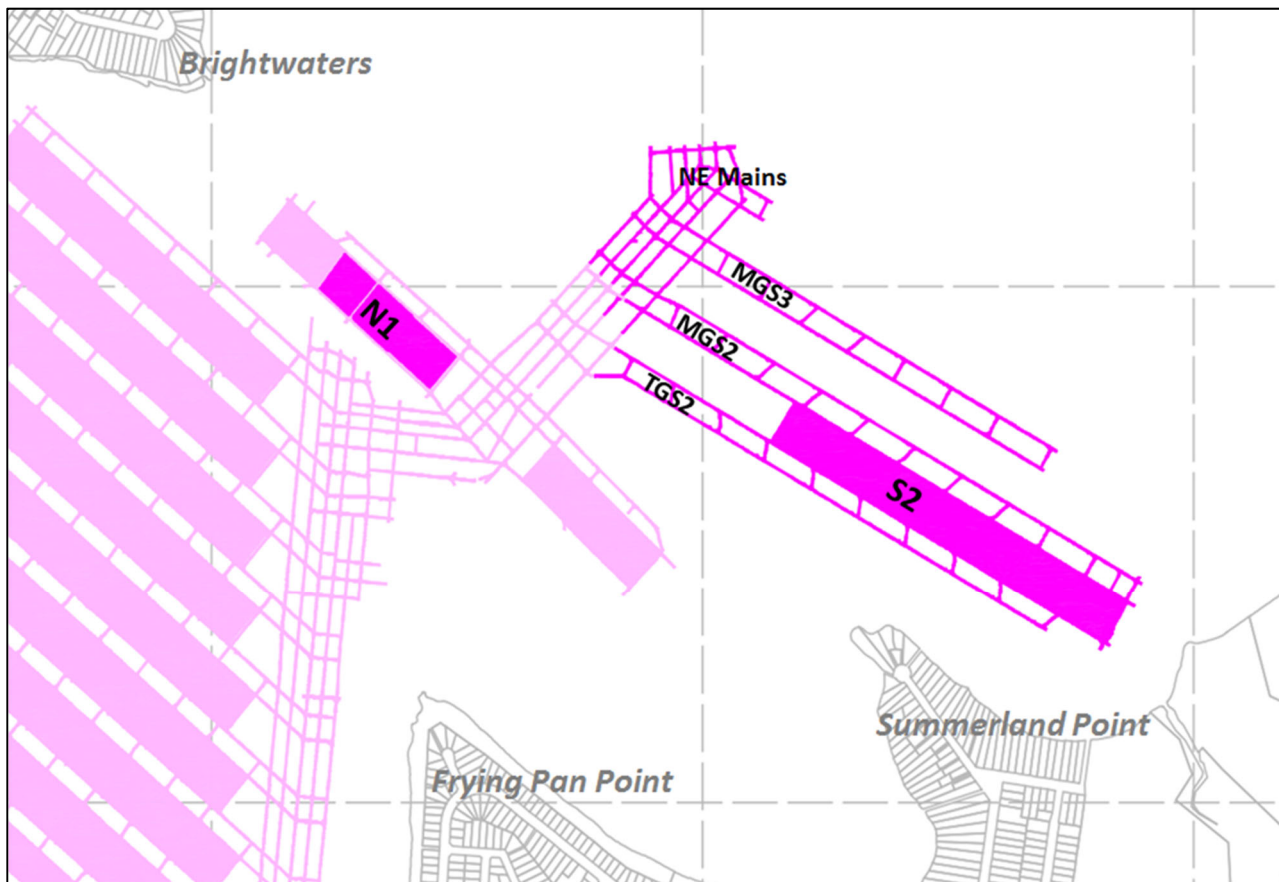 Brightwaters
NE Mains
MGS3
N1
MGS2
TGS2
S2
Summerland Point
Frying Pan Point